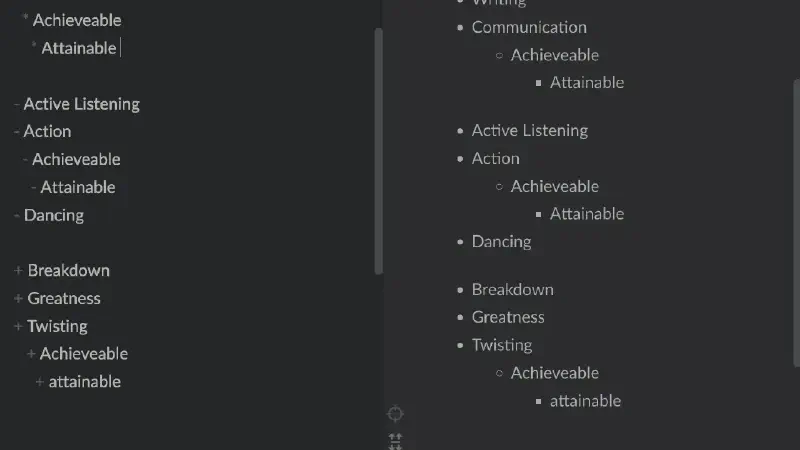 * Achieveable
* Attainable
- Active Listening
- Action
- Achieveable
- Attainable
- Dancing
+ Breakdown
+ Greatness
+ Twisting
+ Achieveable
+ attainable
Writing
• Communication
○ Achieveable
▪ Attainable
• Active Listening
• Action
○ Achieveable
▪ Attainable
• Dancing
• Breakdown
• Greatness
• Twisting
○ Achieveable
▪ attainable